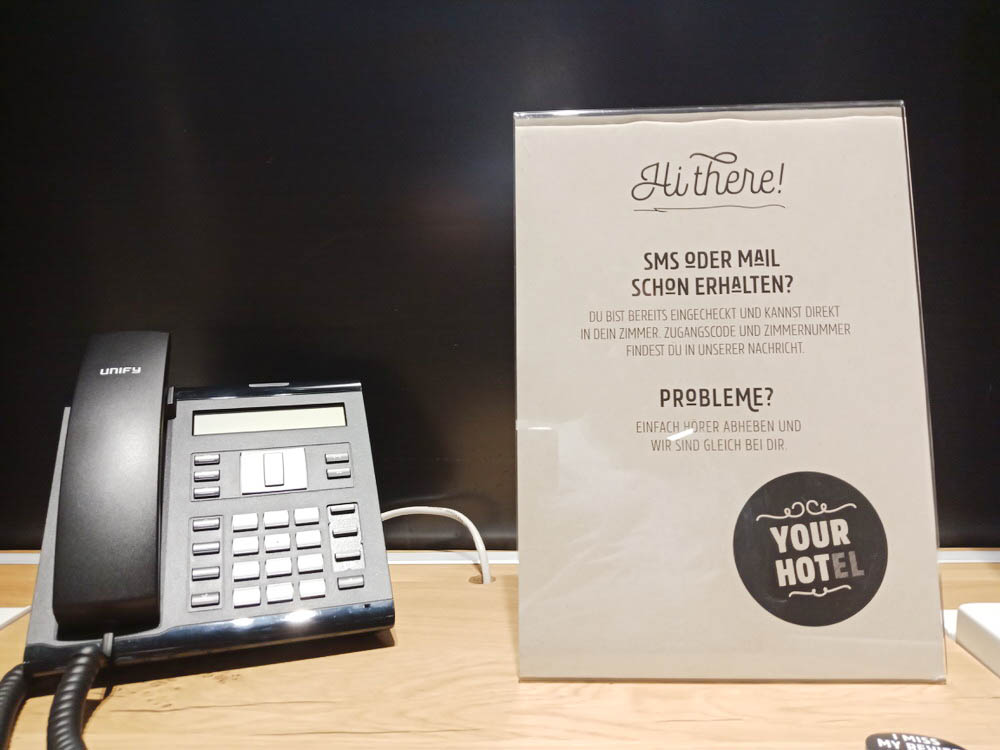 unify
Hi there!
SMS ODER MAIL
SCHON ERHALTEN?
DU BIST BEREITS EINGECHECKT UND KANNST DIREKT
IN DEIN ZIMMER. ZUGANGSCODE UND ZIMMERNUMMER
FINDEST DU IN UNSERER NACHRICHT.
PROBLEME?
EINFACH HÖRER ABHEBEN UND
WIR SIND GLEICH BEI DIR.
YOUR
HOTEL
I MISS
MY